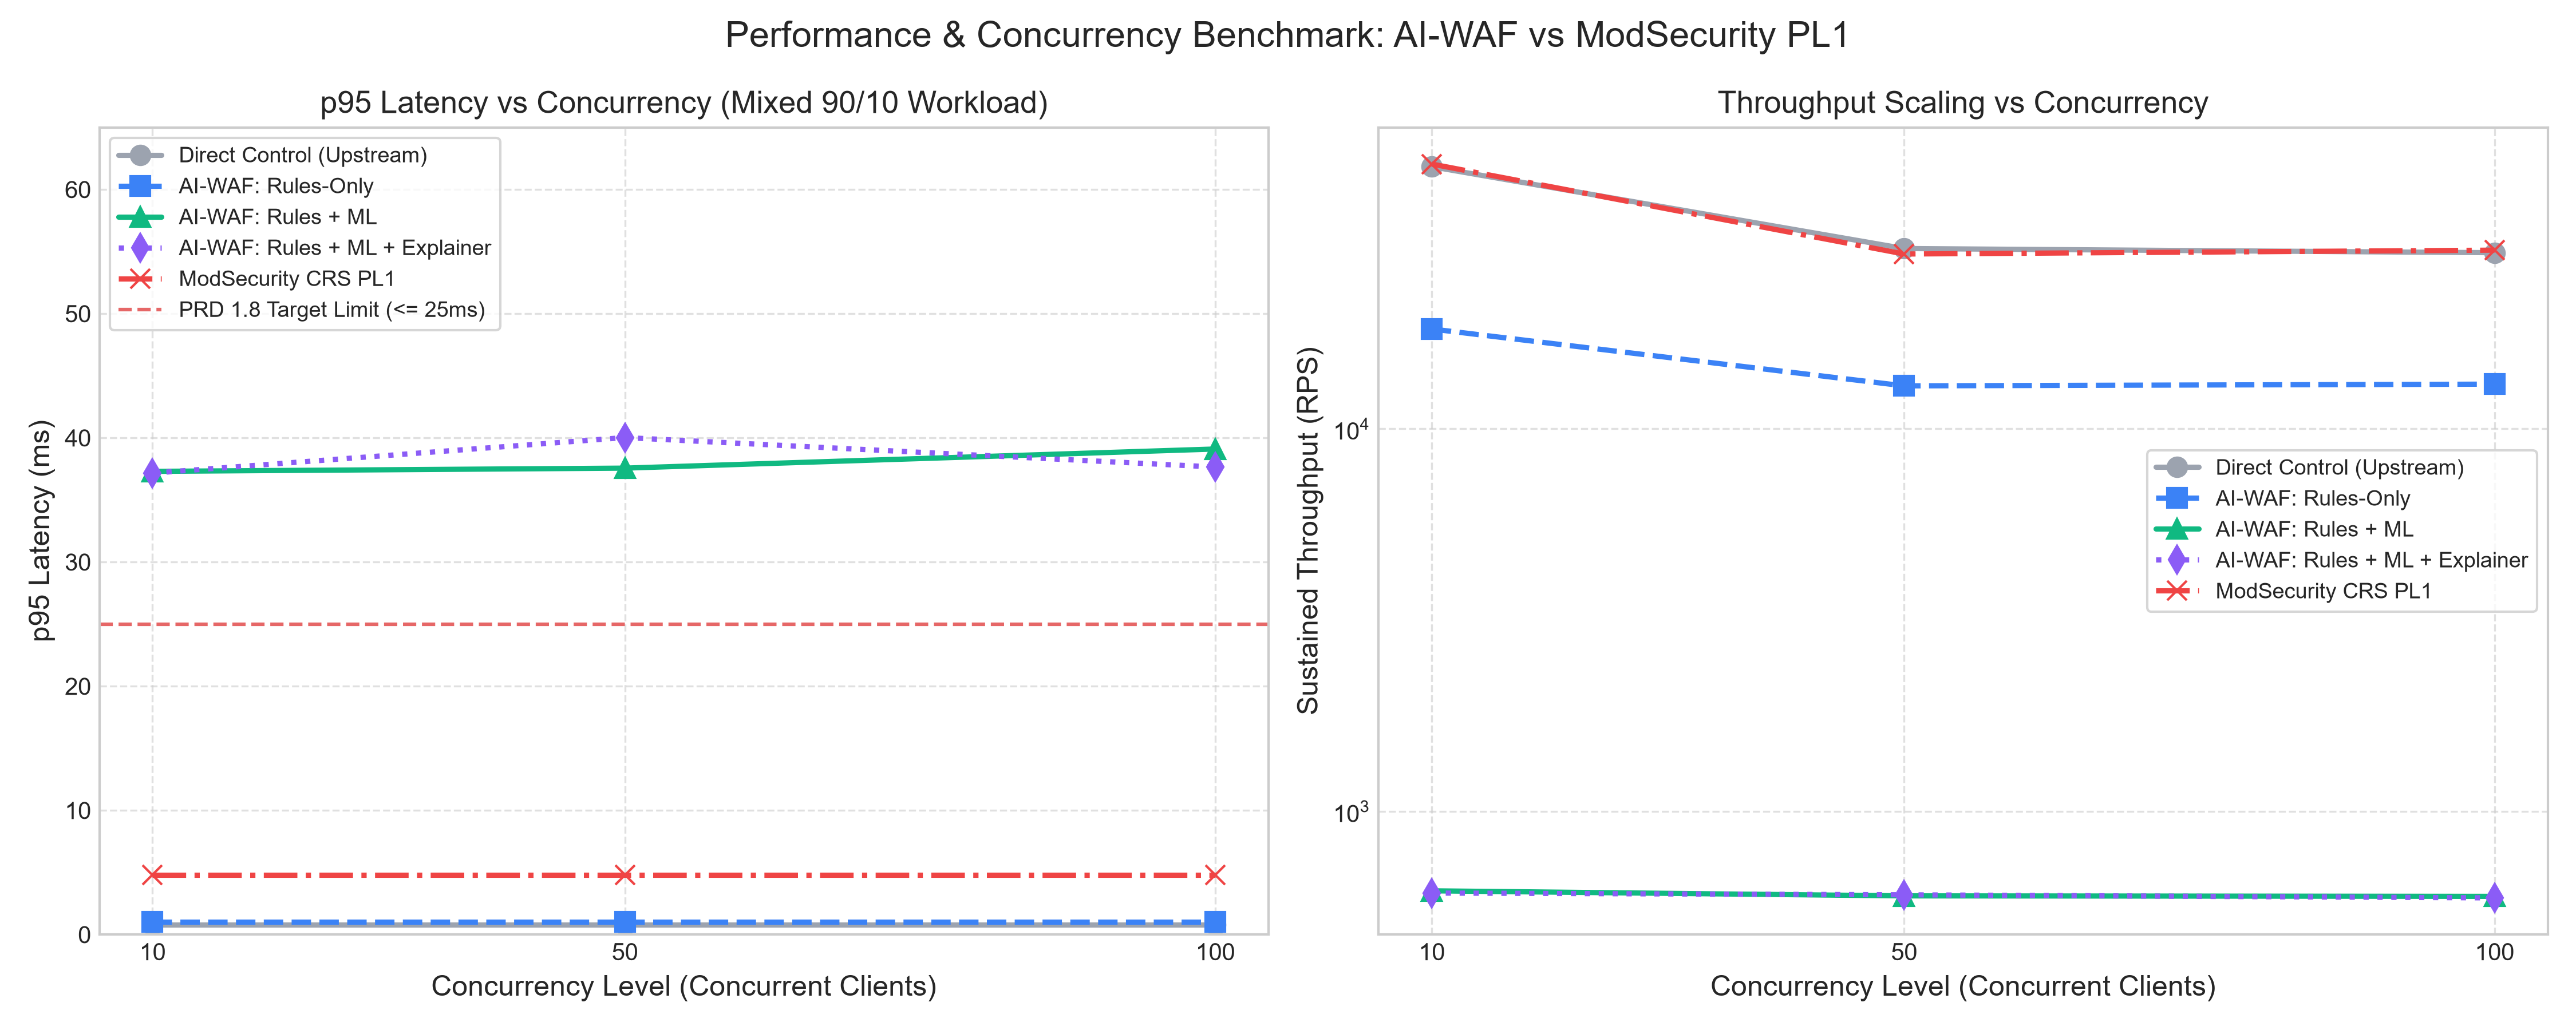 Performance & Concurrency Benchmark: AI-WAF vs ModSecurity PL1
p95 Latency vs Concurrency (Mixed 90/10 Workload)
Direct Control (Upstream)
AI-WAF: Rules-Only
AI-WAF: Rules + ML
AI-WAF: Rules + ML + Explainer
ModSecurity CRS PL1
PRD 1.8 Target Limit (<= 25ms)
p95 Latency (ms)
60
50
40
30
20
10
0
10 50 100
Concurrency Level (Concurrent Clients)
Throughput Scaling vs Concurrency
Sustained Throughput (RPS)
10⁴
10³
Direct Control (Upstream)
AI-WAF: Rules-Only
AI-WAF: Rules + ML
AI-WAF: Rules + ML + Explainer
ModSecurity CRS PL1
10 50 100
Concurrency Level (Concurrent Clients)